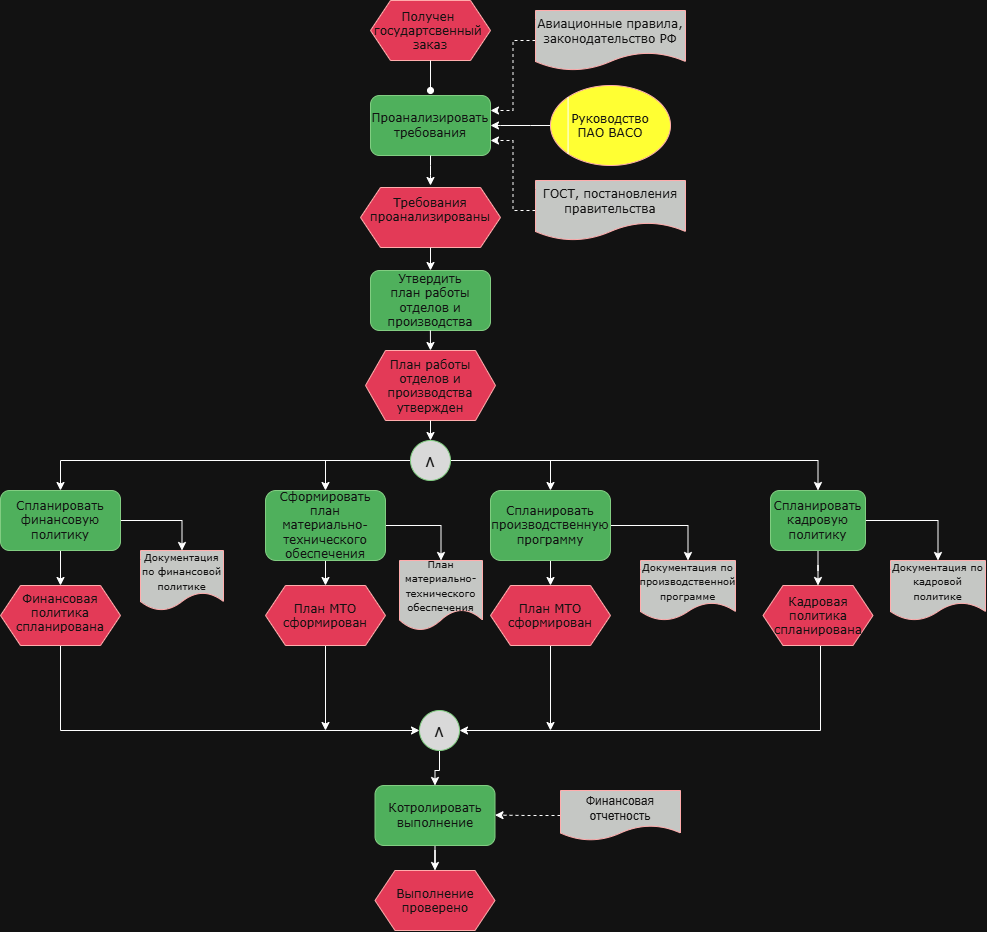 Получен
государтсвенный
заказ
Авиационные правила,
законодательство РФ
Проанализировать
требования
Руководство
ПАО ВАСО
ГОСТ, постановления
правительства
Требования
проанализированы
Утвердить
план работы
отделов и
производства
План работы
отделов и
производства
утвержден
∧
Спланировать
финансовую
политику
Сформировать
план
материально-
технического
обеспечения
Спланировать
производственную
программу
Спланировать
кадровую
политику
Документация
по финансовой
политике
План
материально-
технического
обеспечения
Документация по
производственной
программе
Документация по
кадровой
политике
Финансовая
политика
спланирована
План МТО
сформирован
План МТО
сформирован
Кадровая
политика
спланирована
∧
Котролировать
выполнение
Финансовая
отчетность
Выполнение
проверено